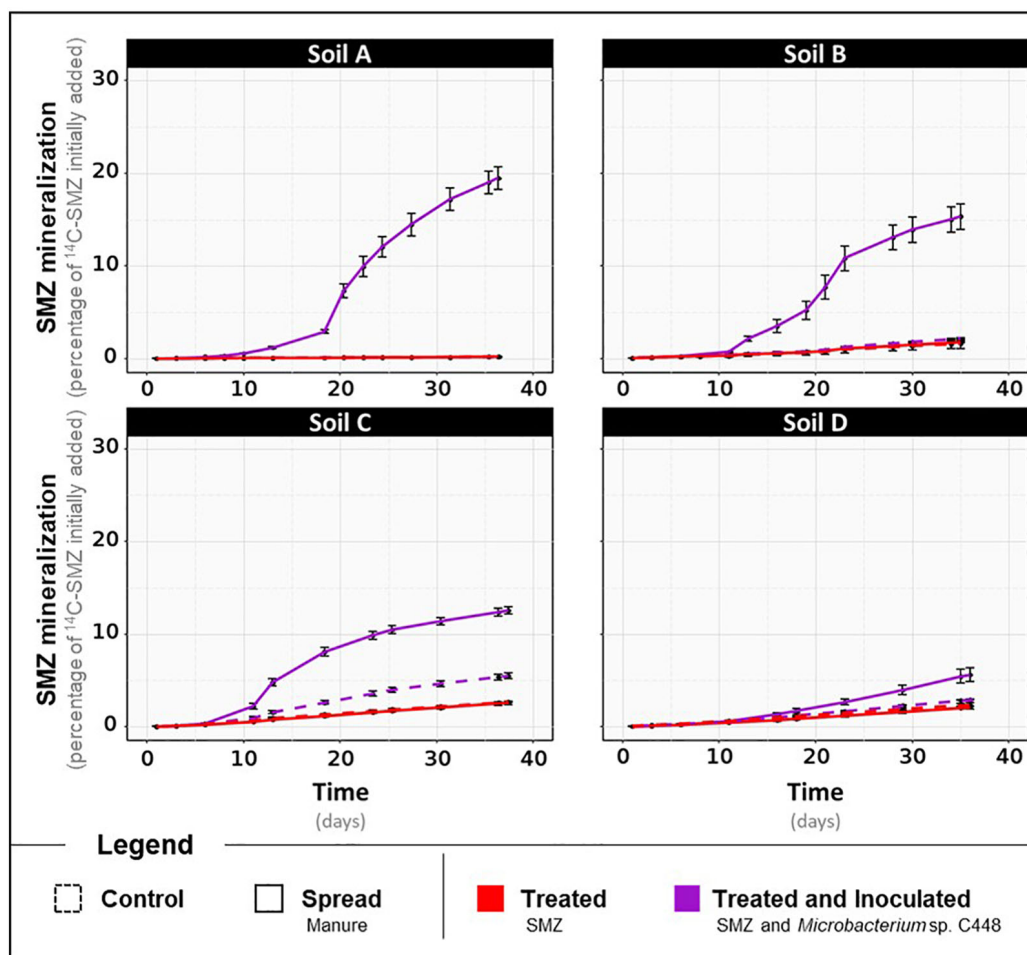 Soil A
Soil B
SMZ mineralization
(percentage of ¹⁴C-SMZ initially added)
30
20
10
0
0 10 20 30 40
0 10 20 30 40
Soil C
Soil D
SMZ mineralization
(percentage of ¹⁴C-SMZ initially added)
30
20
10
0
0 10 20 30 40
0 10 20 30 40
Time
(days)
Time
(days)
Legend
Control
Spread
Manure
Treated
SMZ
Treated and Inoculated
SMZ and Microbacterium sp. C448